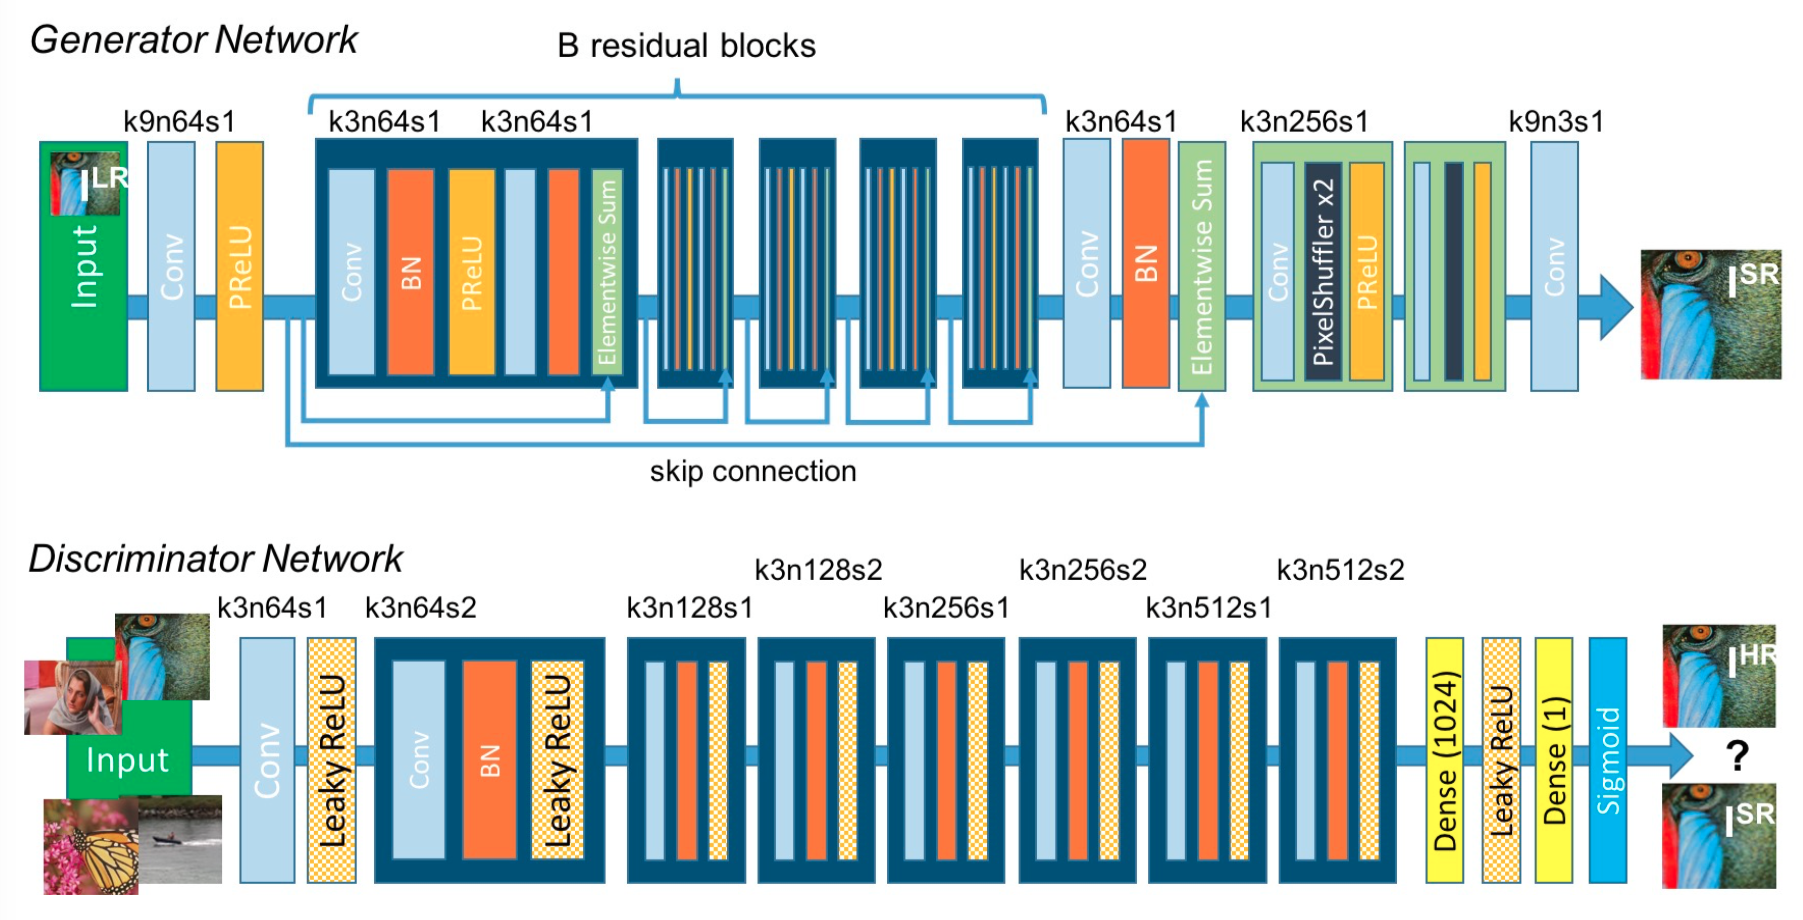 Generator Network
B residual blocks
k9n64s1
k3n64s1
k3n64s1
k3n64s1
k3n256s1
k9n3s1
I^LR
Input
Conv
PReLU
Conv
BN
PReLU
Elementwise Sum
Conv
BN
Elementwise Sum
Conv
PixelShuffler x2
PReLU
Conv
I^SR
skip connection
Discriminator Network
k3n64s1
k3n64s2
k3n128s1
k3n128s2
k3n256s1
k3n256s2
k3n512s1
k3n512s2
Input
Conv
Leaky ReLU
Conv
BN
Leaky ReLU
Dense (1024)
Leaky ReLU
Dense (1)
Sigmoid
I^HR
?
I^SR